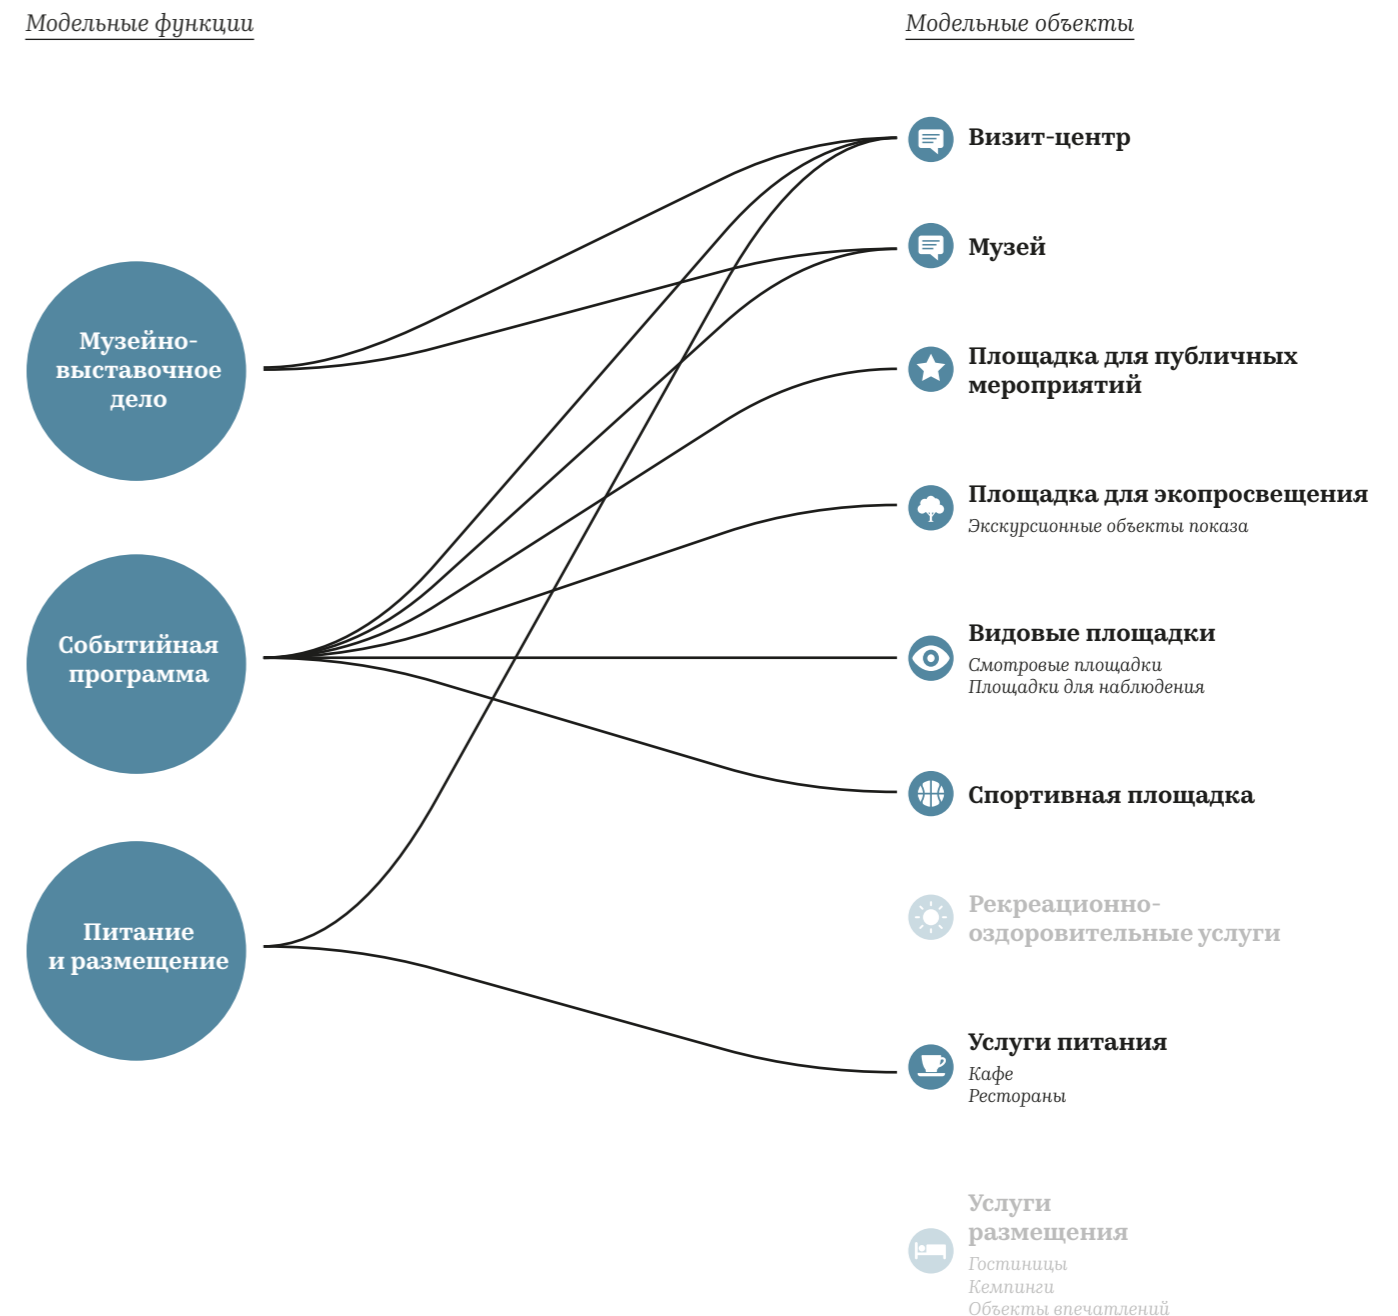 Модельные функции
Модельные объекты
Музейно-
выставочное
дело
Событийная
программа
Питание
и размещение
Визит-центр
Музей
Площадка для публичных
мероприятий
Площадка для экопросвещения
Экскурсионные объекты показа
Видовые площадки
Смотровые площадки
Площадки для наблюдения
Спортивная площадка
Рекреационно-
оздоровительные услуги
Услуги питания
Кафе
Рестораны
Услуги
размещения
Гостиницы
Кемпинги
Объекты впечатлений